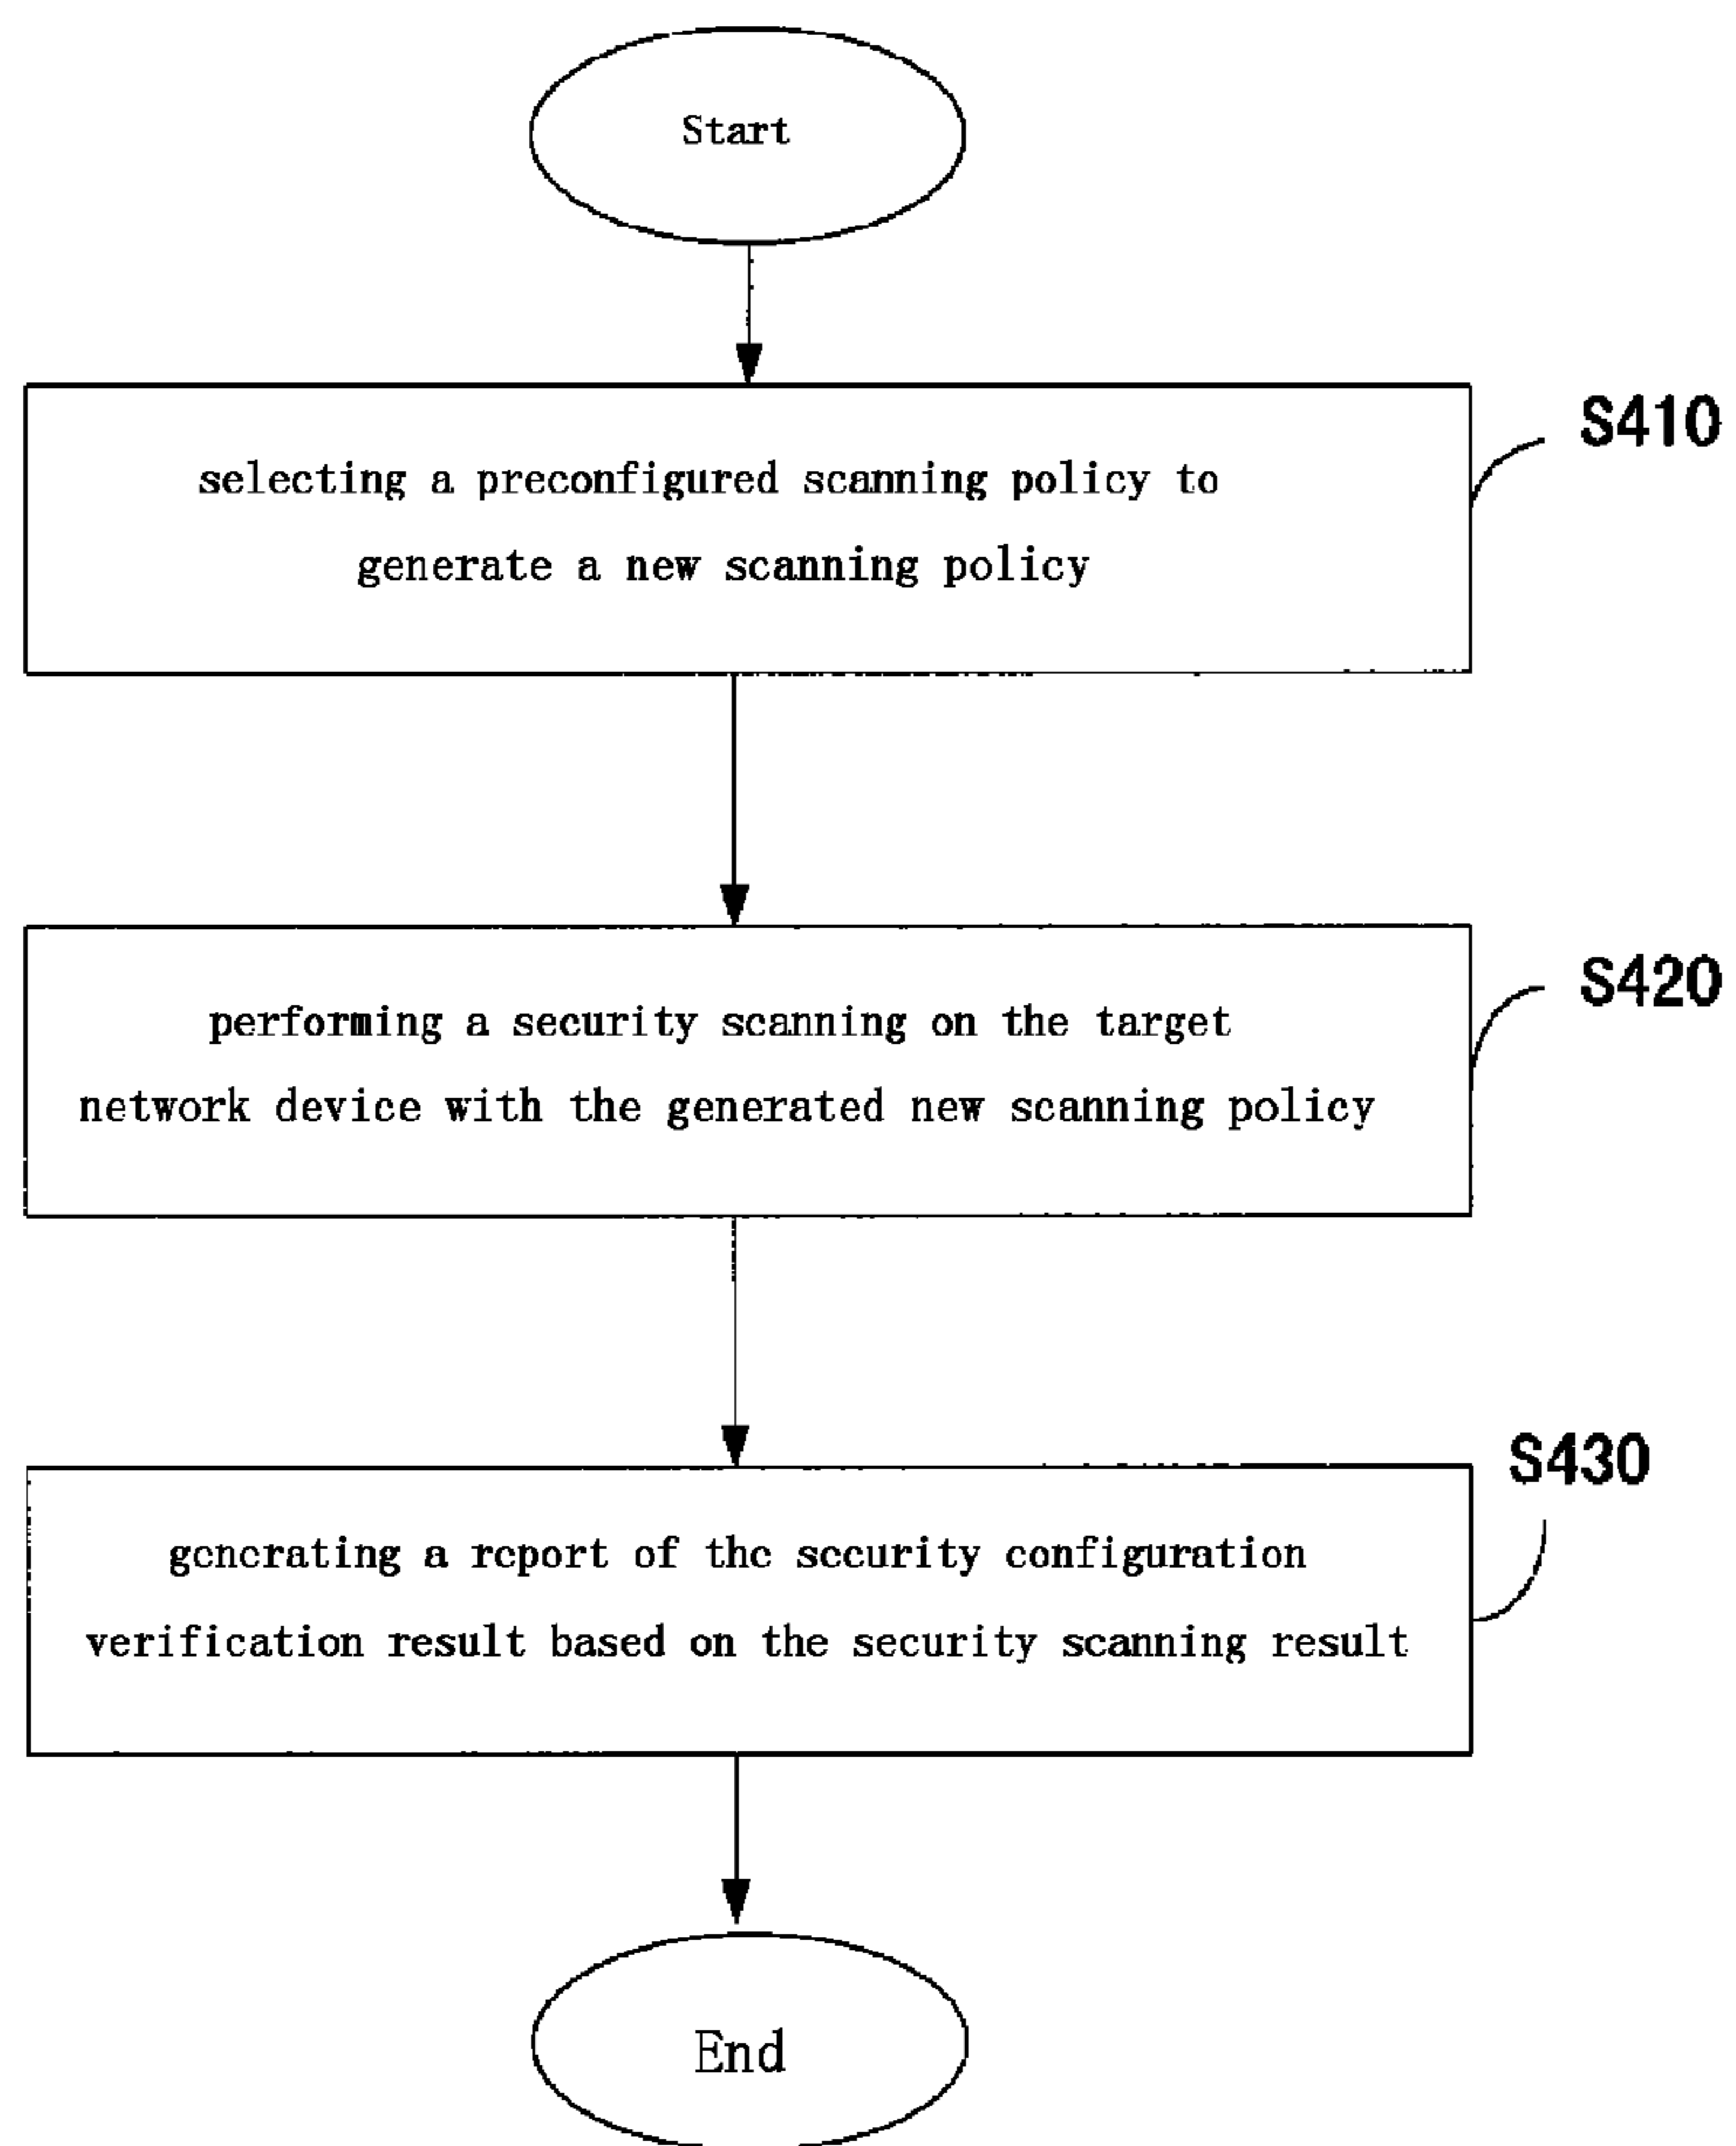 Start
S410
selecting a preconfigured scanning policy to
generate a new scanning policy
S420
performing a security scanning on the target
network device with the generated new scanning policy
S430
generating a report of the security configuration
verification result based on the security scanning result
End